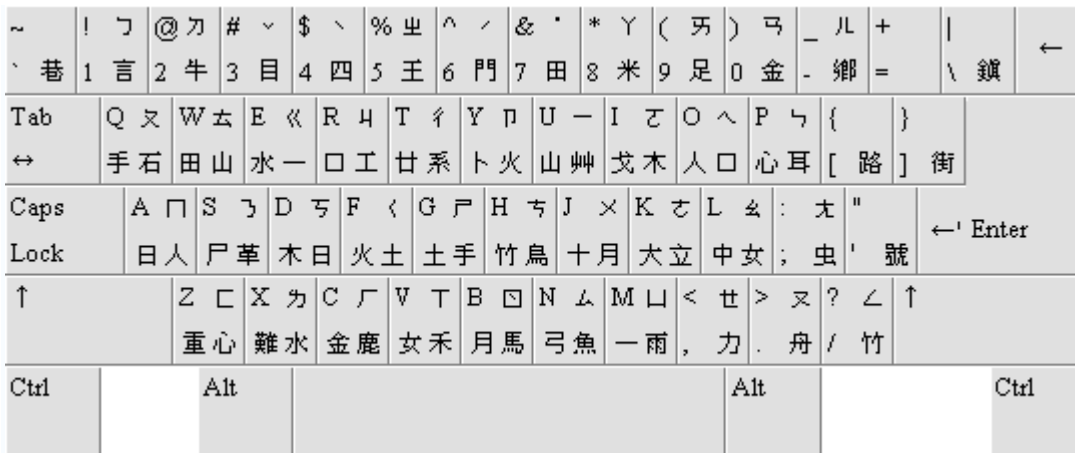 ~ ! ㄅ @ ㄉ # ˇ $ ˋ % ㄓ ^ ˊ & ˙ * ㄚ ( ㄞ ) ㄢ _ ㄦ + | ←
` 巷 1 言 2 牛 3 目 4 四 5 王 6 門 7 田 8 米 9 足 0 金 - 鄉 = \ 鎭
Tab Q ㄆ W ㄊ E ㄍ R ㄐ T ㄔ Y ㄗ U 一 I ㄛ O ㄟ P ㄣ { }
↔ 手 石 田 山 水 一 口 工 廿 系 卜 火 山 艸 戈 木 人 口 心 耳 [ 路 ] 街
Caps A ㄇ S ㄋ D ㄎ F ㄑ G ㄕ H ㄘ J ㄨ K ㄜ L ㄠ : ㄤ " ←' Enter
Lock 日 人 尸 革 木 日 火 土 土 手 竹 鳥 十 月 大 立 中 女 ; 虫 ' 號
↑ Z ㄈ X ㄌ C ㄏ V ㄒ B ㄖ N ㄙ M ㄩ < ㄝ > ㄡ ? ㄥ ↑
重 心 難 水 金 鹿 女 禾 月 馬 弓 魚 一 雨 , 力 . 舟 / 竹
Ctrl Alt Alt Ctrl